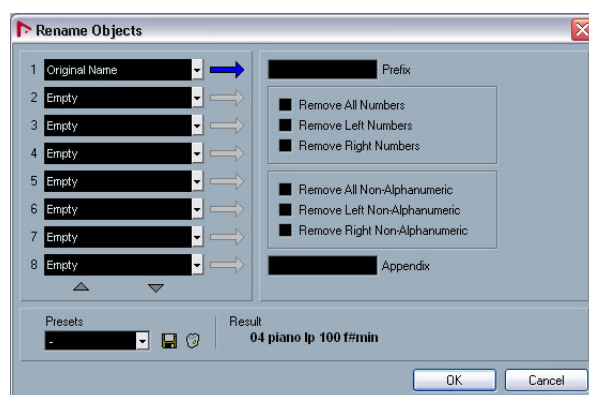 Rename Objects
1 Original Name
2 Empty
3 Empty
4 Empty
5 Empty
6 Empty
7 Empty
8 Empty
Prefix
Remove All Numbers
Remove Left Numbers
Remove Right Numbers
Remove All Non-Alphanumeric
Remove Left Non-Alphanumeric
Remove Right Non-Alphanumeric
Appendix
Presets
-
Result
04 piano lp 100 f#min
OK
Cancel